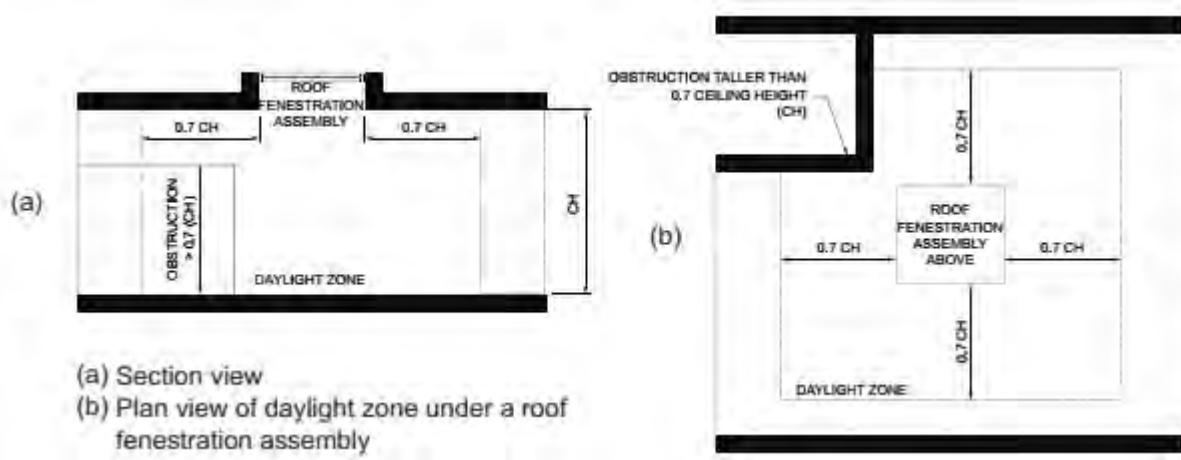 (a)
ROOF
FENESTRATION
ASSEMBLY
0.7 CH
0.7 CH
OBSTRUCTION
> 0.7 (CH)
CH
DAYLIGHT ZONE
(a) Section view
(b) Plan view of daylight zone under a roof
fenestration assembly
(b)
OBSTRUCTION TALLER THAN
0.7 CEILING HEIGHT
(CH)
0.7 CH
ROOF
FENESTRATION
ASSEMBLY
ABOVE
0.7 CH
0.7 CH
0.7 CH
DAYLIGHT ZONE